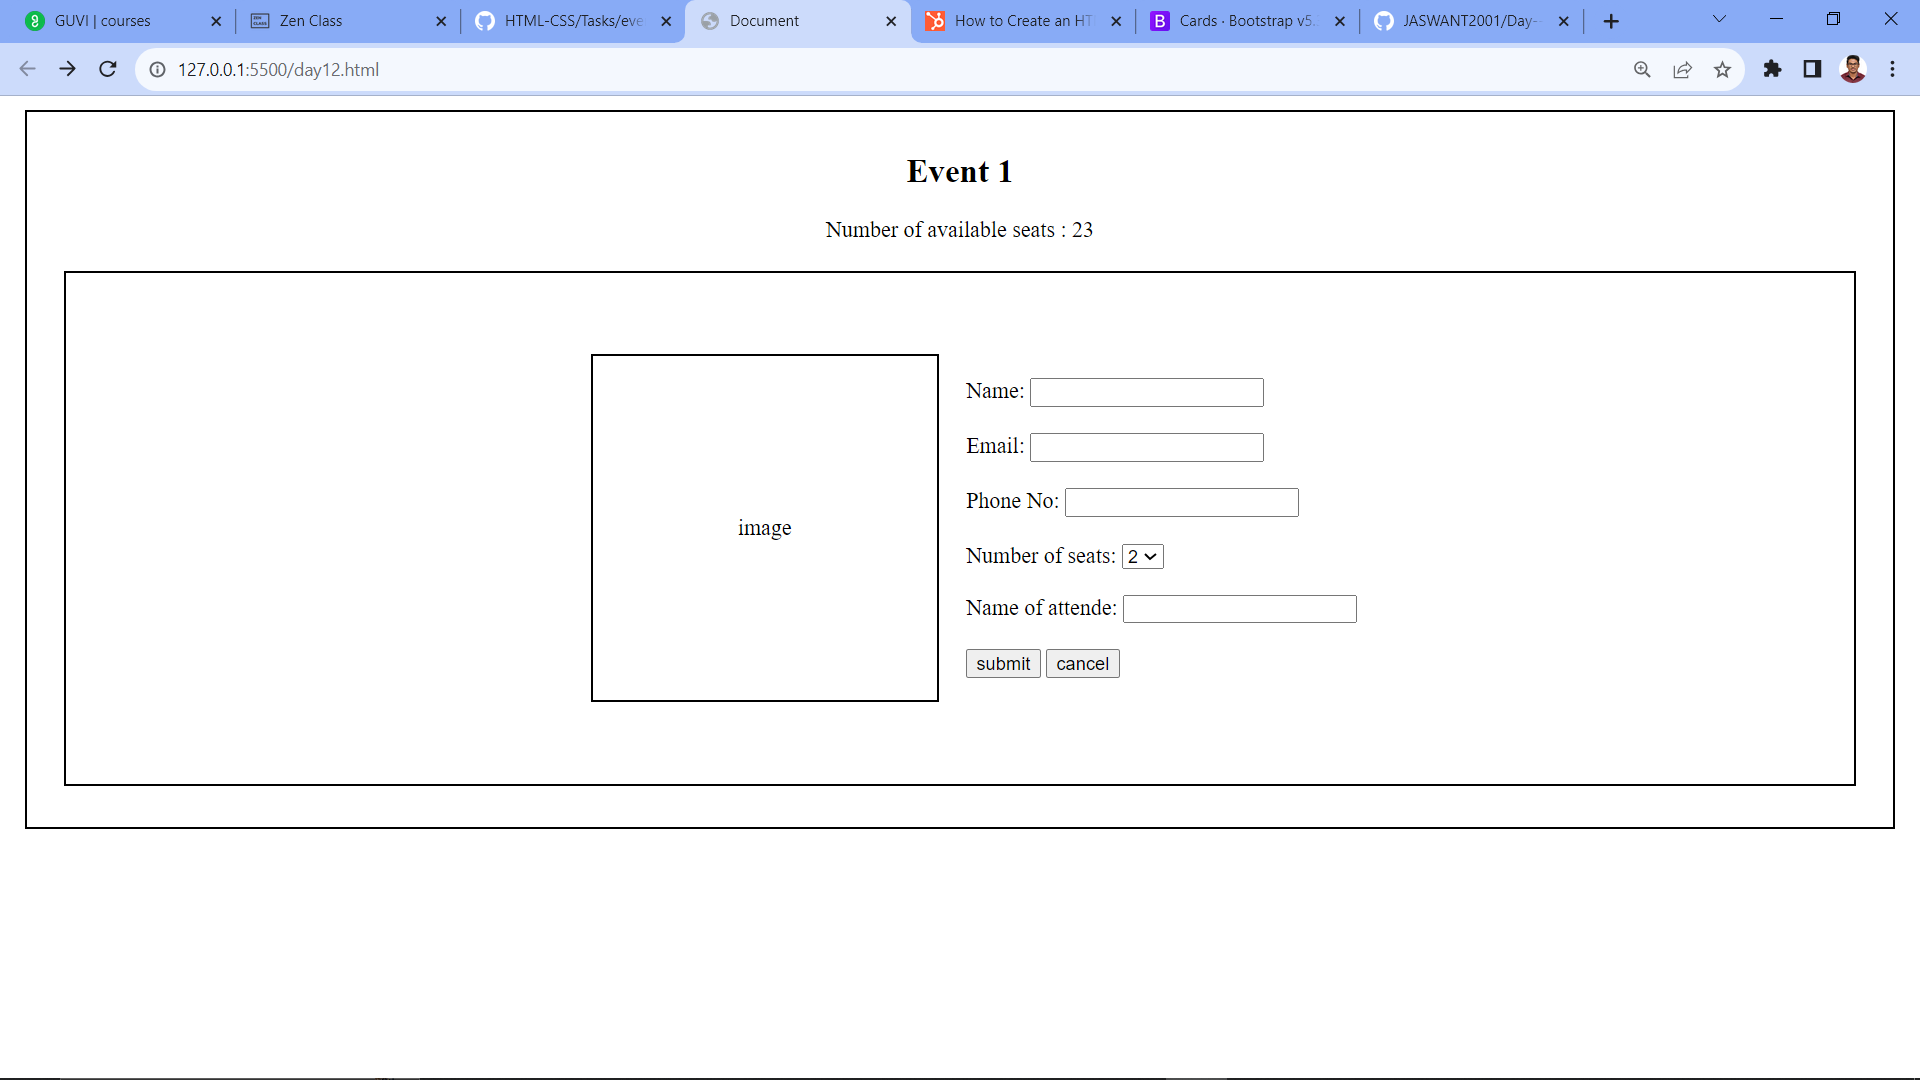 GUVI | courses
Zen Class
HTML-CSS/Tasks/eve
Document
How to Create an HT
Cards · Bootstrap v5.
JASWANT2001/Day-
127.0.0.1:5500/day12.html
Event 1
Number of available seats : 23
image
Name:
Email:
Phone No:
Number of seats: 2
Name of attende:
submit cancel